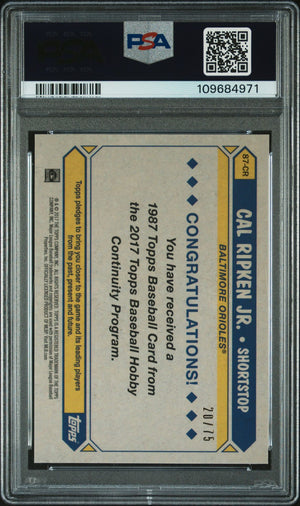 PSA
109684971
87-CR
CAL RIPKEN JR. • SHORTSTOP
BALTIMORE ORIOLES®
20/75
CONGRATULATIONS!
You have received a
1987 Topps Baseball Card from
the 2017 Topps Baseball Hobby
Continuity Program.
Topps pledges to bring you closer to the game and its leading players
from the past, present and future.
TOPPS